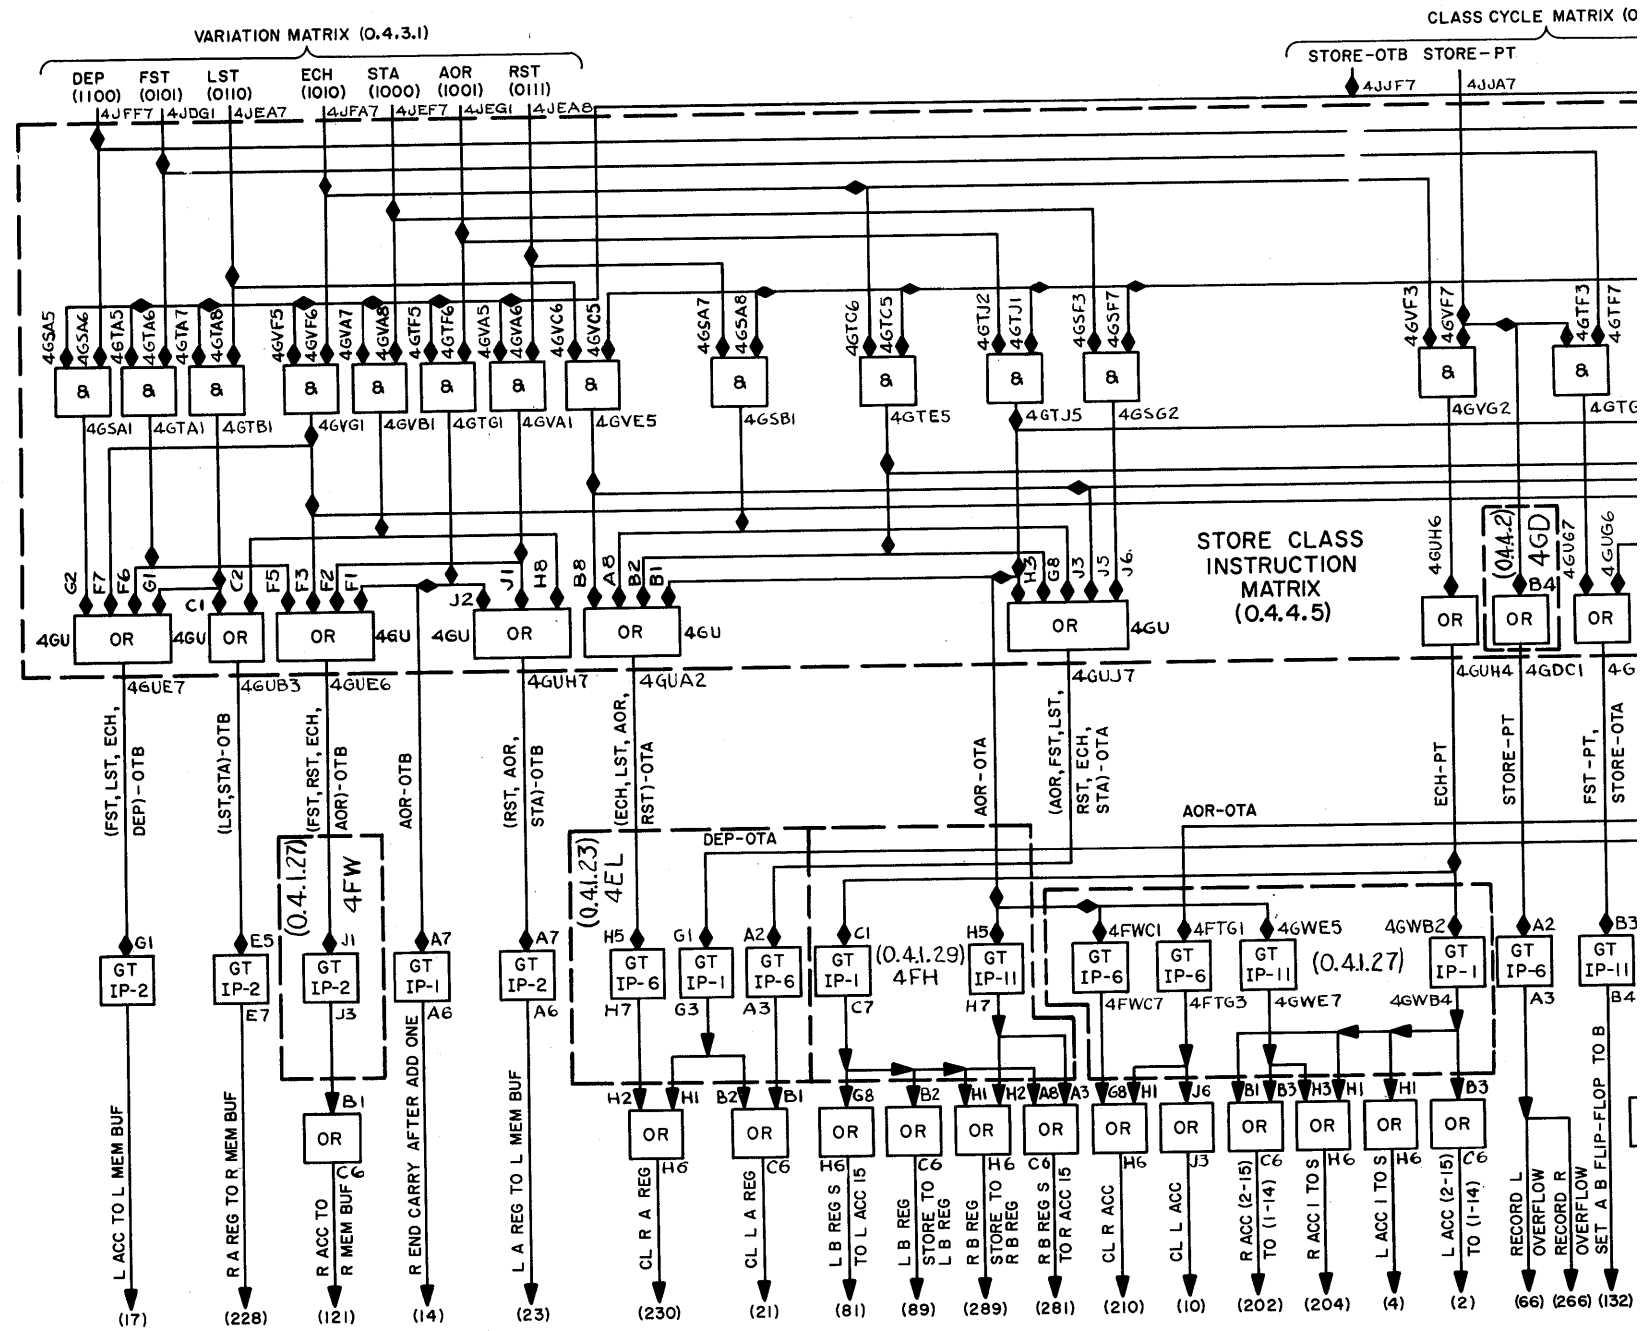 CLASS CYCLE MATRIX (0
VARIATION MATRIX (0.4.3.1)
STORE-OTB STORE-PT
DEP FST LST ECH STA AOR RST
(1100) (0101) (0110) (1010) (1000) (1001) (0111)
4JFF7 4JDG1 4JEA7 4JFA7 4JEF7 4JEG1 4JEA8 4JJF7 4JJA7
4GSA5 4GSA6 4GTA5 4GTA6 4GTA7 4GTA8 4GVF5 4GVF6 4GVA7 4GVA8 4GTF5 4GTF6 4GVA5 4GVA6 4GVC6 4GVC5 4GSA7 4GSA8 4GTC6 4GTC5 4GTJ2 4GTJ1 4GSF3 4GSF7 4GVF3 4GVF7 4GTF3 4GTF7
& & & & & & & & & & & & & &
4GSA1 4GTA1 4GTB1 4GVG1 4GVB1 4GTG1 4GVA1 4GVE5 4GSB1 4GTE5 4GTJ5 4GSG2 4GVG2 4GTG
STORE CLASS
INSTRUCTION
MATRIX
(0.4.4.5)
G2 F7 F6 G1 C1 C2 F5 F3 F2 F1 J2 J1 H8 B8 A8 B2 B1 H3 G8 J3 J5 J6. 4GUH6 (0.4.4.2) 4GD B4 4GUG7 4GUG6
4GU OR 4GU OR OR 4GU 4GU OR OR 4GU OR 4GU OR OR OR
4GUE7 4GUB3 4GUE6 4GUH7 4GUA2 4GUJ7 4GUH4 4GDC1 4G
(FST, LST, ECH,
DEP)-OTB
(LST,STA)-OTB
(FST, RST, ECH,
AOR)-OTB
AOR-OTB
(RST, AOR,
STA)-OTB
(ECH, LST, AOR,
RST)-OTA
AOR-OTA
(AOR, FST, LST,
RST, ECH,
STA)-OTA
ECH-PT
STORE-PT
FST-PT,
STORE-OTA
AOR-OTA
DEP-OTA
(0.4.1.27)
4FW
(0.4.1.23)
4EL
G1 E5 J1 A7 A7 H5 G1 A2 C1 H5 4FWC1 4FTG1 4GWE5 4GWB2 A2 B3
(0.4.1.29)
4FH
(0.4.1.27)
GT GT GT GT GT GT GT GT GT GT GT GT GT GT GT GT
IP-2 IP-2 IP-2 IP-1 IP-2 IP-6 IP-1 IP-6 IP-1 IP-11 IP-6 IP-6 IP-11 IP-1 IP-6 IP-11
E7 J3 A6 A6 H7 G3 A3 C7 H7 4FWC7 4FTG3 4GWE7 4GWB4 A3 B4
B1 H2 H1 B2 B1 G8 B2 H1 H2 A8 A3 G8 H1 J6 B1 B3 H3 H1 H1 B3
OR OR OR OR OR OR OR OR OR OR OR OR OR
C6 H6 C6 H6 C6 H6 C6 H6 J3 C6 H6 H6 C6
L ACC TO L MEM BUF
R A REG TO R MEM BUF
R ACC TO
R MEM BUF
R END CARRY AFTER ADD ONE
L A REG TO L MEM BUF
CL R A REG
CL L A REG
L B REG S
TO L ACC 15
L B REG
STORE TO
L B REG
R B REG
STORE TO
R B REG
R B REG S
TO R ACC 15
CL R ACC
CL L ACC
R ACC (2-15)
TO (1-14)
R ACC 1 TO S
L ACC 1 TO S
L ACC (2-15)
TO (1-14)
RECORD L
OVERFLOW
RECORD R
OVERFLOW
SET A B FLIP-FLOP TO B
(17) (228) (121) (14) (23) (230) (21) (81) (89) (289) (281) (210) (10) (202) (204) (4) (2) (66) (266) (132)